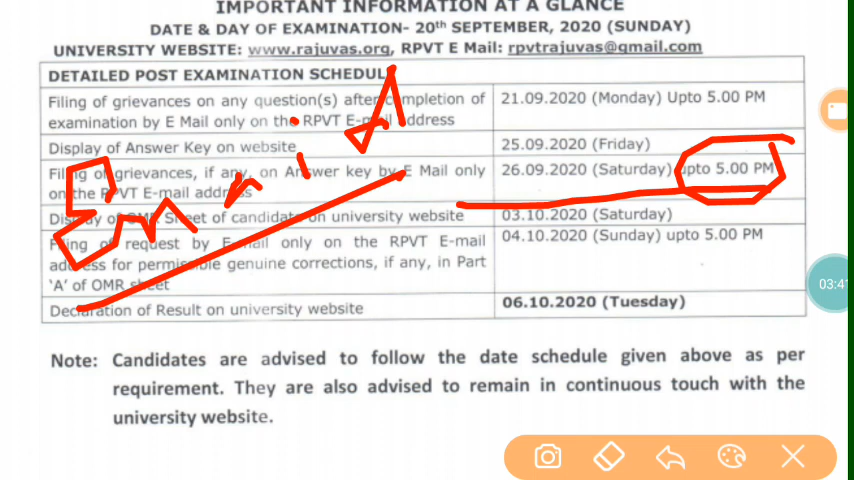 IMPORTANT INFORMATION AT A GLANCE
DATE & DAY OF EXAMINATION- 20th SEPTEMBER, 2020 (SUNDAY)
UNIVERSITY WEBSITE: www.rajuvas.org, RPVT E Mail: rpvtrajuvas@gmail.com
DETAILED POST EXAMINATION SCHEDULE
Filing of grievances on any question(s) after completion of
examination by E Mail only on the RPVT E-mail address
21.09.2020 (Monday) Upto 5.00 PM
Display of Answer Key on website
25.09.2020 (Friday)
Filing of grievances, if any, on Answer key by E Mail only
on the RPVT E-mail address
26.09.2020 (Saturday) upto 5.00 PM
Display of OMR Sheet of candidate on university website
03.10.2020 (Saturday)
Filing of request by E-mail only on the RPVT E-mail
address for permissible genuine corrections, if any, in Part
'A' of OMR sheet
04.10.2020 (Sunday) upto 5.00 PM
Declaration of Result on university website
06.10.2020 (Tuesday)
Email
Note: Candidates are advised to follow the date schedule given above as per
requirement. They are also advised to remain in continuous touch with the
university website.
03:41